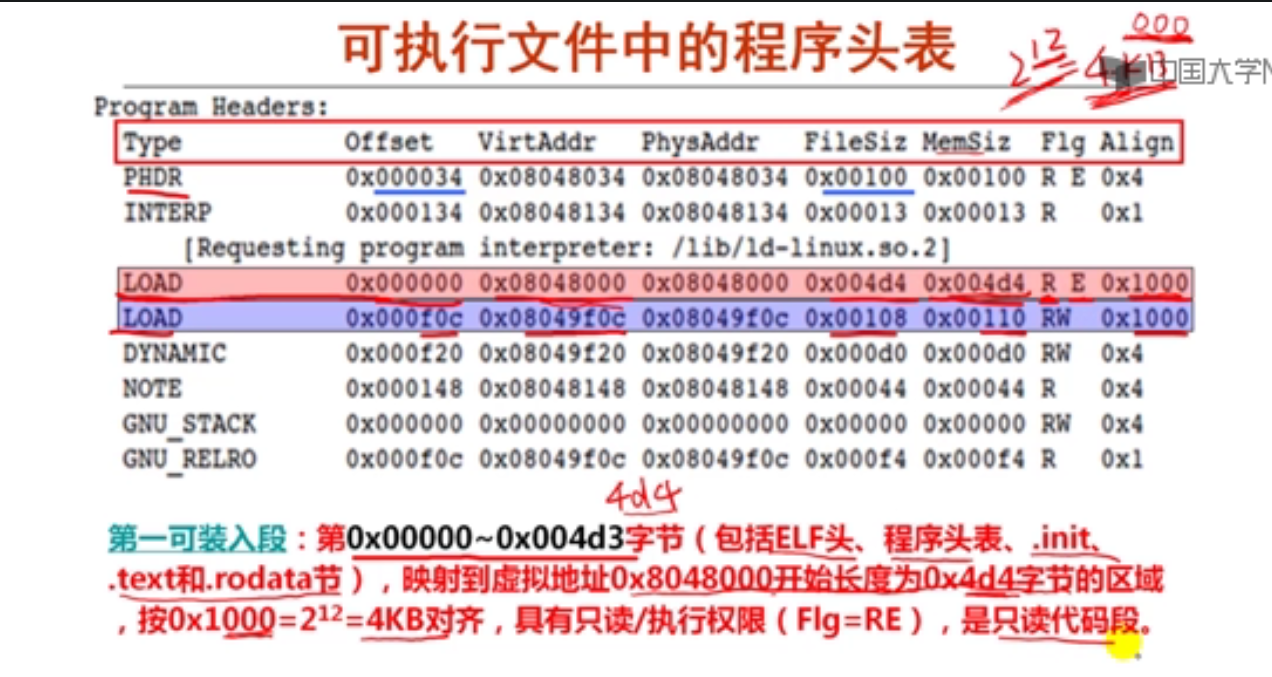 可执行文件中的程序头表
000
2^12= 4KB
中国大学M
Program Headers:
Type Offset VirtAddr PhysAddr FileSiz MemSiz Flg Align
PHDR 0x000034 0x08048034 0x08048034 0x00100 0x00100 R E 0x4
INTERP 0x000134 0x08048134 0x08048134 0x00013 0x00013 R 0x1
[Requesting program interpreter: /lib/ld-linux.so.2]
LOAD 0x000000 0x08048000 0x08048000 0x004d4 0x004d4 R E 0x1000
LOAD 0x000f0c 0x08049f0c 0x08049f0c 0x00108 0x00110 RW 0x1000
DYNAMIC 0x000f20 0x08049f20 0x08049f20 0x000d0 0x000d0 RW 0x4
NOTE 0x000148 0x08048148 0x08048148 0x00044 0x00044 R 0x4
GNU_STACK 0x000000 0x00000000 0x00000000 0x00000 0x00000 RW 0x4
GNU_RELRO 0x000f0c 0x08049f0c 0x08049f0c 0x000f4 0x000f4 R 0x1
4d4
第一可装入段：第0x00000~0x004d3字节（包括ELF头、程序头表、.init、
.text和.rodata节），映射到虚拟地址0x8048000开始长度为0x4d4字节的区域
，按0x1000=2¹²=4KB对齐，具有只读/执行权限（Flg=RE），是只读代码段。